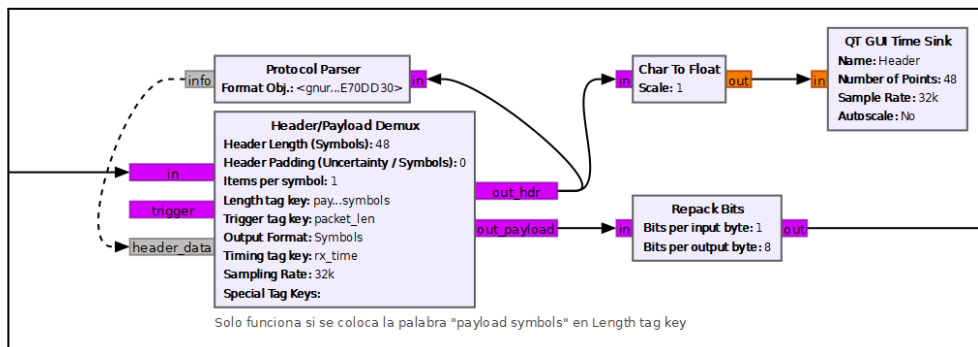 Protocol Parser
info
in
Format Obj.: <gnur...E70DD30>
Header/Payload Demux
Header Length (Symbols): 48
Header Padding (Uncertainty / Symbols): 0
in
Items per symbol: 1
out_hdr
Length tag key: pay...symbols
trigger
Trigger tag key: packet_len
out_payload
Output Format: Symbols
header_data
Timing tag key: rx_time
Sampling Rate: 32k
Special Tag Keys:
Solo funciona si se coloca la palabra "payload symbols" en Length tag key
Char To Float
in
out
Scale: 1
QT GUI Time Sink
Name: Header
in
Number of Points: 48
Sample Rate: 32k
Autoscale: No
Repack Bits
in
Bits per input byte: 1
out
Bits per output byte: 8